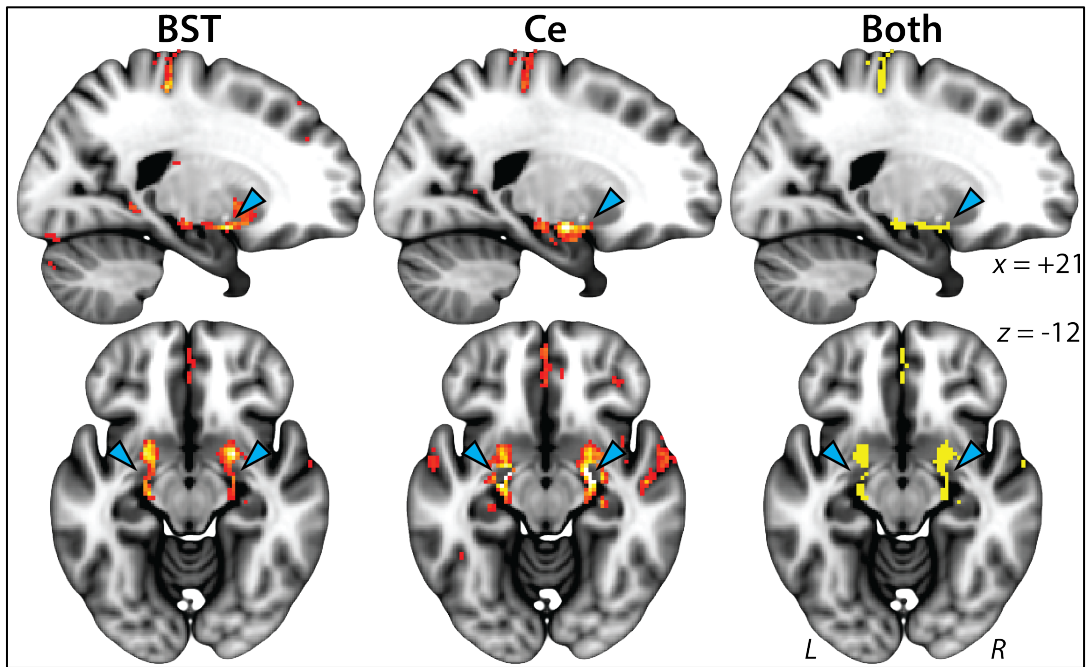 BST Ce Both
x = +21
z = -12
L R